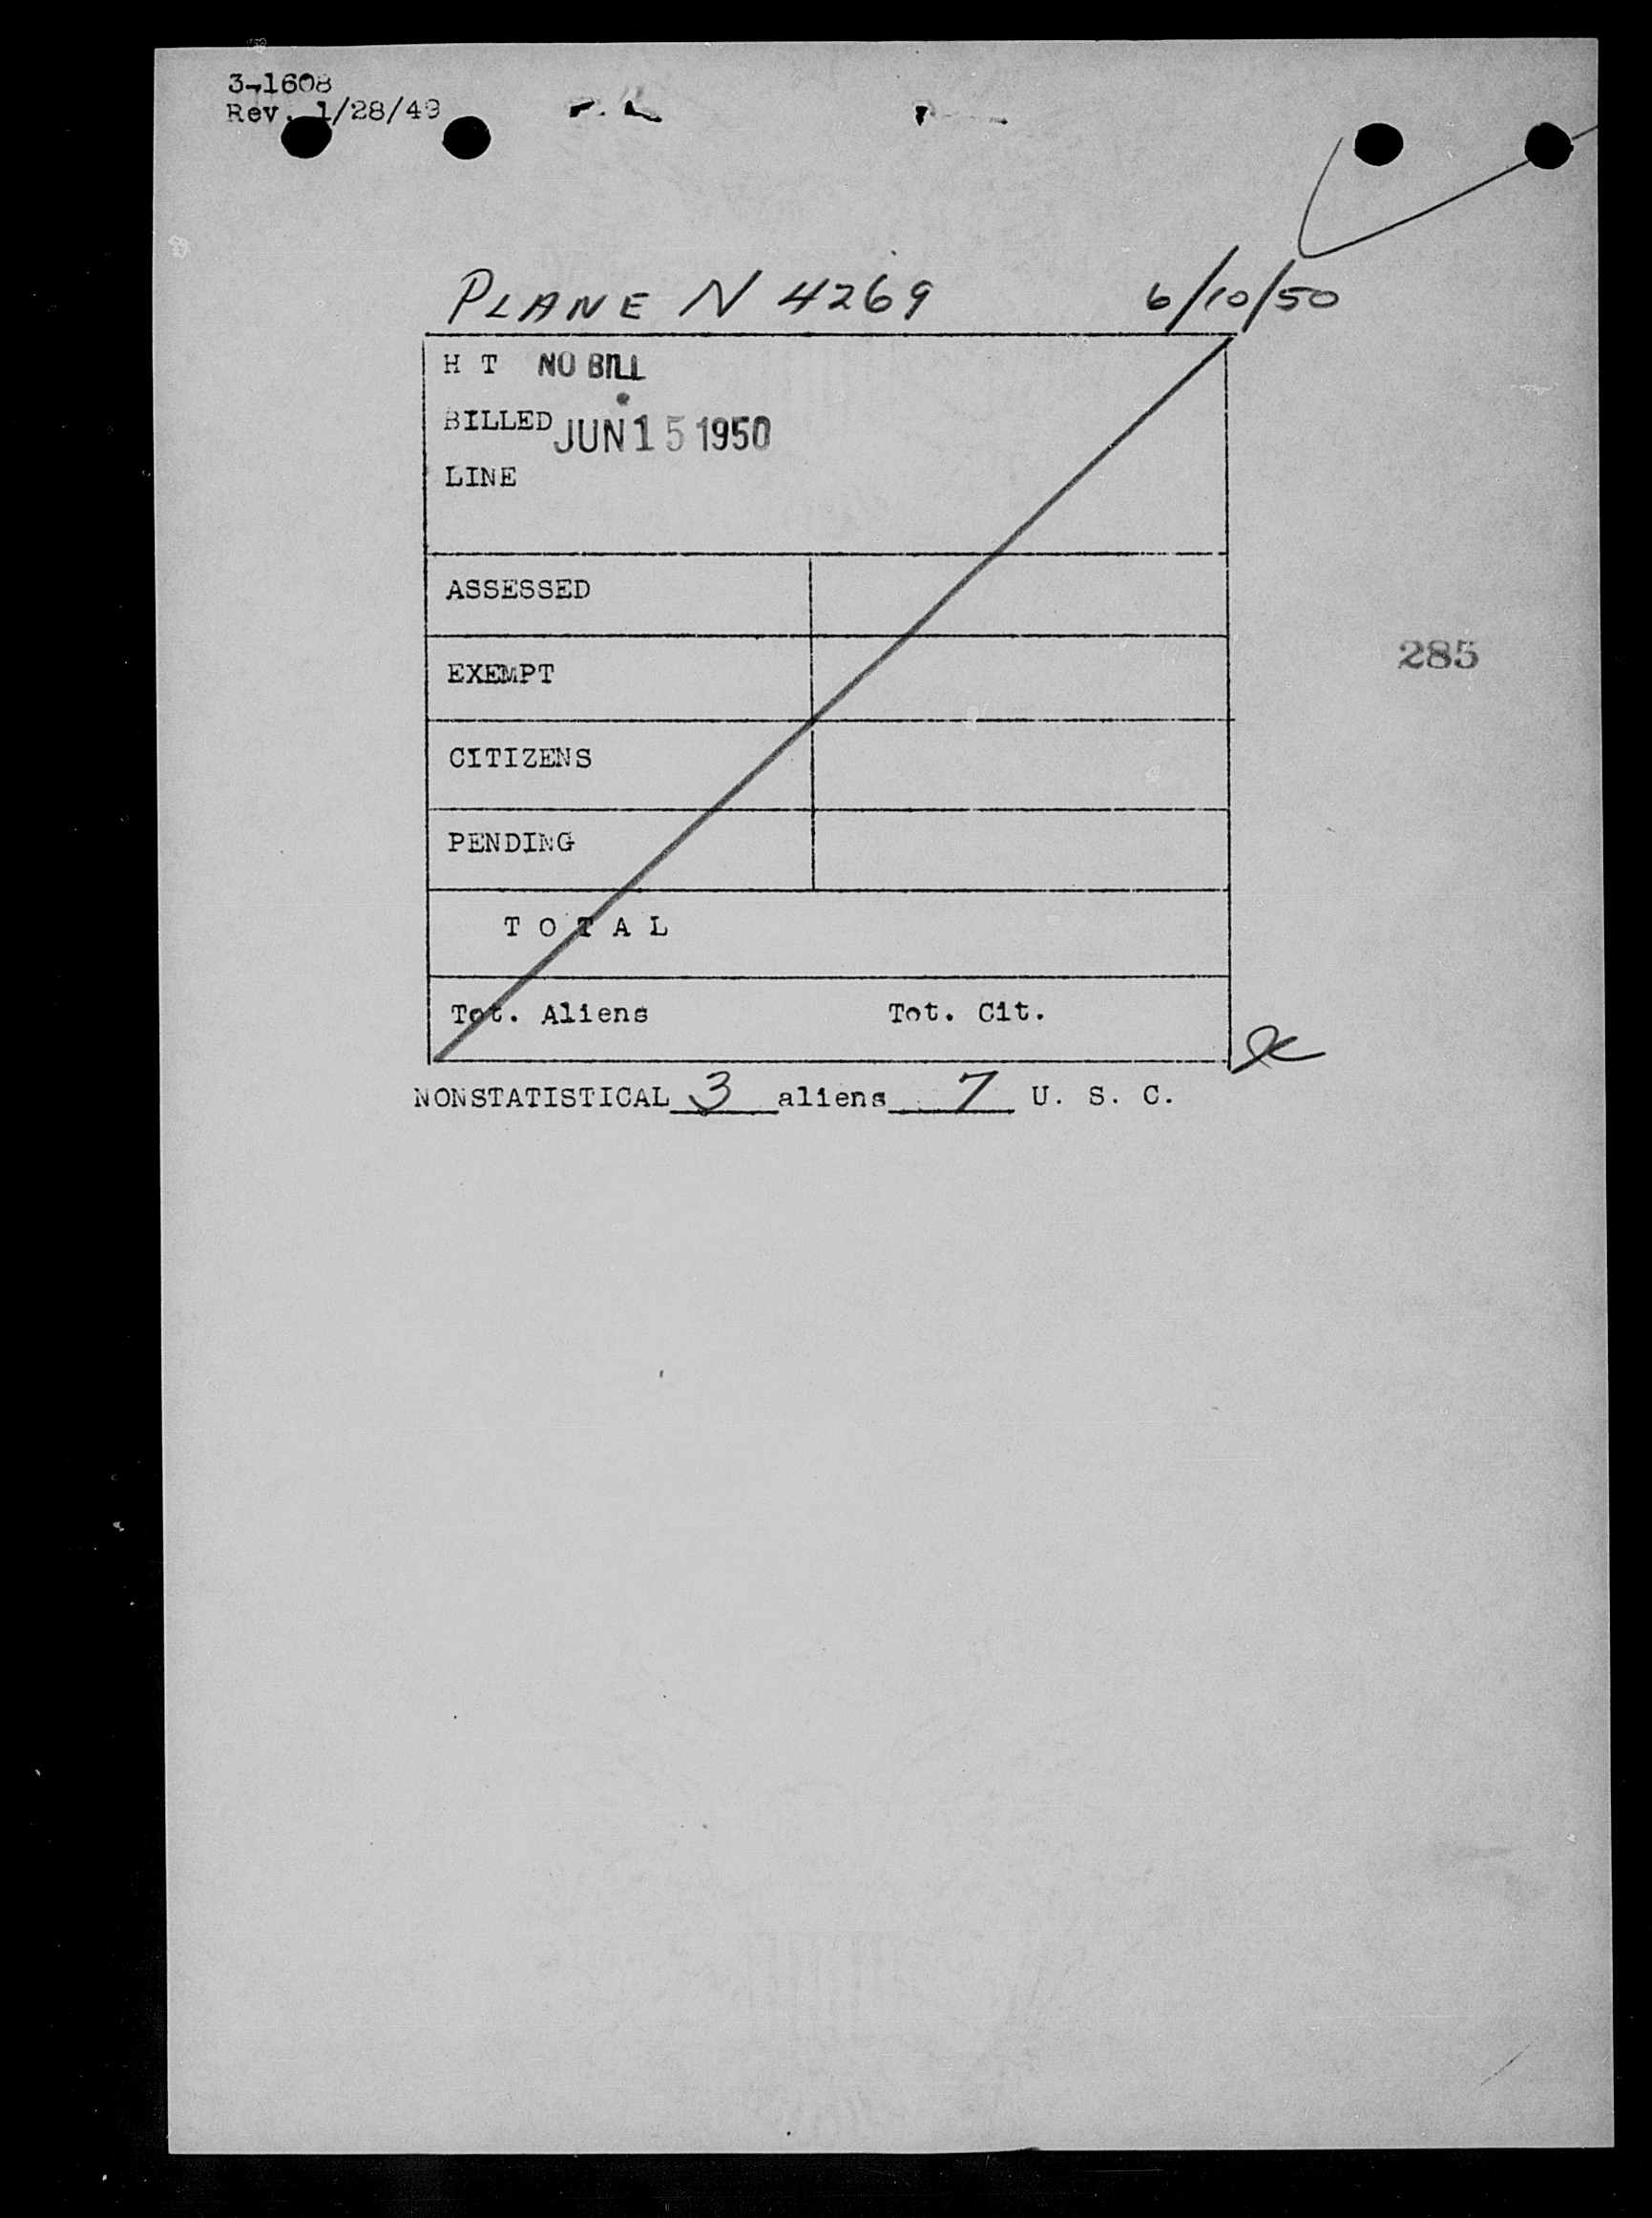 3-1608
Rev. 1/28/49
PLANE N 4269 6/10/50
H T NO BILL
BILLED JUN 15 1950
LINE
ASSESSED
285
EXEMPT
CITIZENS
PENDING
T O T A L
Tot. Aliens Tot. Cit.
NONSTATISTICAL 3 aliens 7 U. S. C.